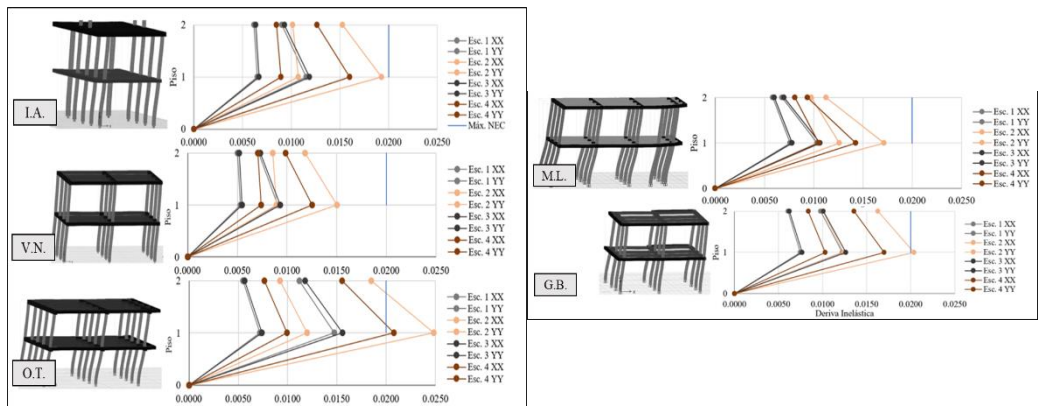 I.A.
Piso
2
1
0
0.0000 0.0050 0.0100 0.0150 0.0200 0.0250
Esc. 1 XX
Esc. 1 YY
Esc. 2 XX
Esc. 2 YY
Esc. 3 XX
Esc. 3 YY
Esc. 4 XX
Esc. 4 YY
Máx. NEC
V.N.
Piso
2
1
0
0.0000 0.0050 0.0100 0.0150 0.0200 0.0250
Esc. 1 XX
Esc. 1 YY
Esc. 2 XX
Esc. 2 YY
Esc. 3 XX
Esc. 3 YY
Esc. 4 XX
Esc. 4 YY
O.T.
Piso
2
1
0
0.0000 0.0050 0.0100 0.0150 0.0200 0.0250
Esc. 1 XX
Esc. 1 YY
Esc. 2 XX
Esc. 2 YY
Esc. 3 XX
Esc. 3 YY
Esc. 4 XX
Esc. 4 YY
M.L.
Piso
2
1
0
0.0000 0.0050 0.0100 0.0150 0.0200 0.0250
Esc. 1 XX
Esc. 1 YY
Esc. 2 XX
Esc. 2 YY
Esc. 3 XX
Esc. 3 YY
Esc. 4 XX
Esc. 4 YY
G.B.
Piso
2
1
0
0.0000 0.0050 0.0100 0.0150 0.0200 0.0250
Deriva Inelástica
Esc. 1 XX
Esc. 1 YY
Esc. 2 XX
Esc. 2 YY
Esc. 3 XX
Esc. 3 YY
Esc. 4 XX
Esc. 4 YY